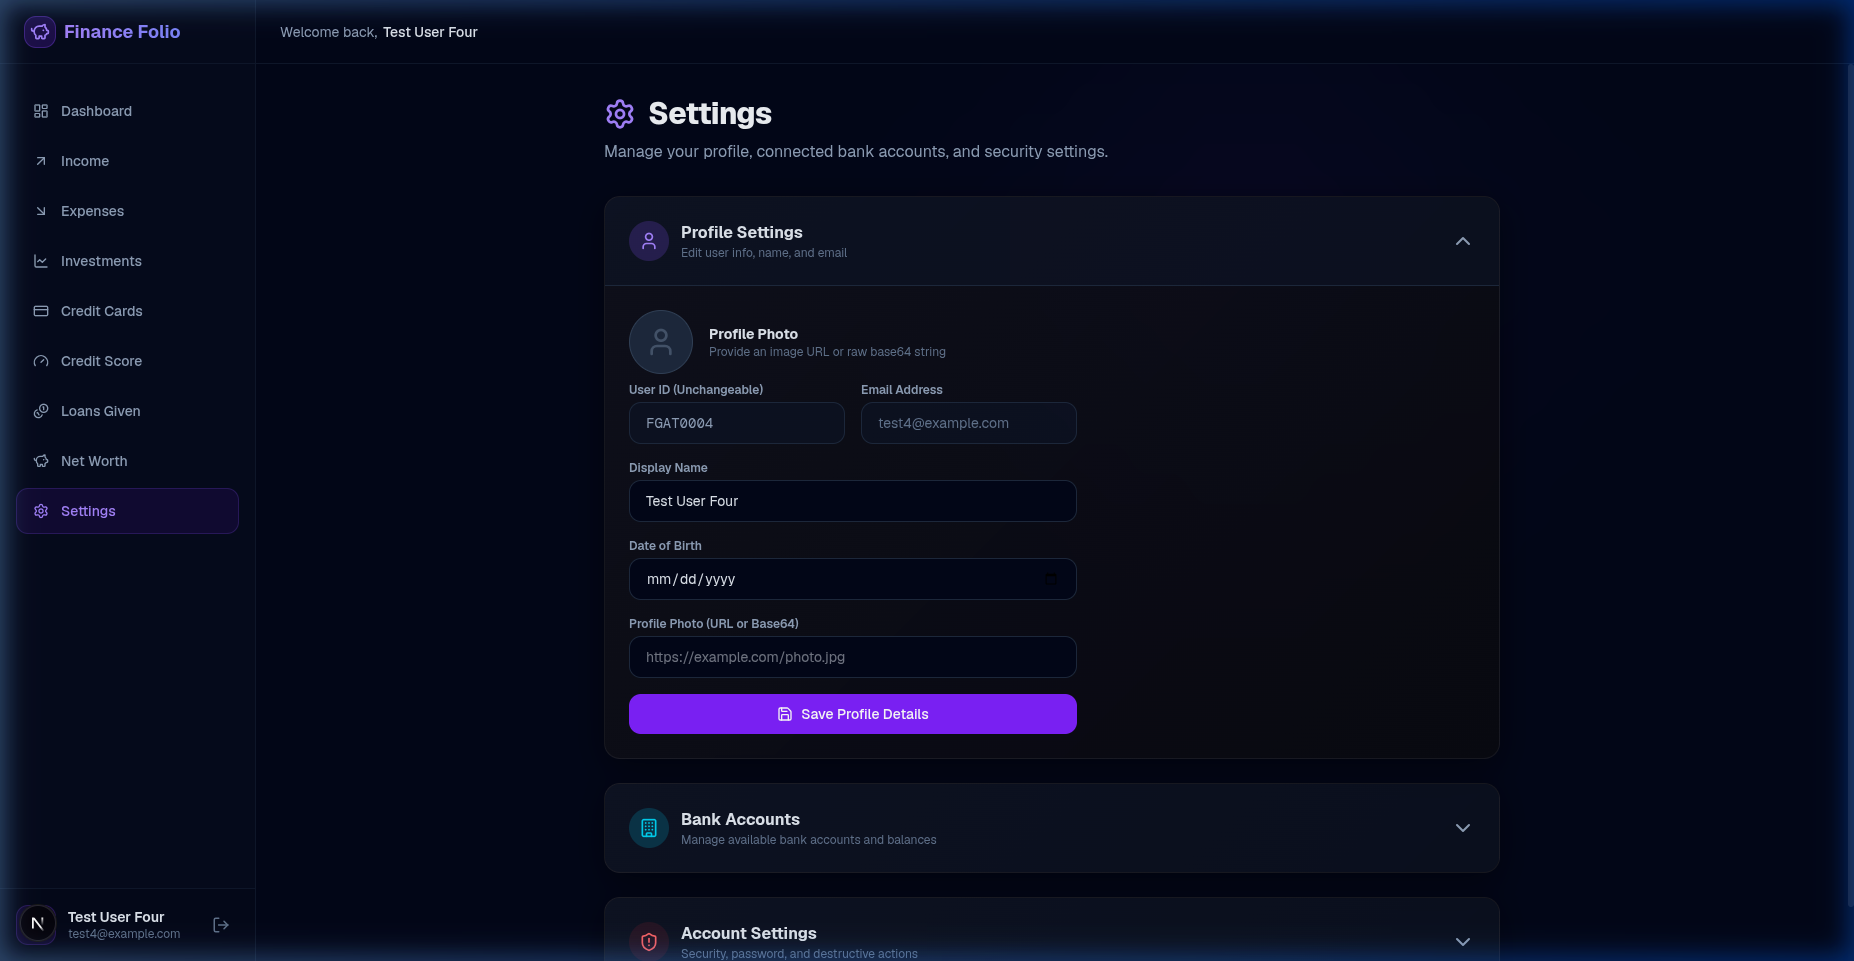 Finance Folio
Welcome back, Test User Four
Dashboard
Income
Expenses
Investments
Credit Cards
Credit Score
Loans Given
Net Worth
Settings
Test User Four
test4@example.com
Settings
Manage your profile, connected bank accounts, and security settings.
Profile Settings
Edit user info, name, and email
Profile Photo
Provide an image URL or raw base64 string
User ID (Unchangeable)
Email Address
FGAT0004
test4@example.com
Display Name
Test User Four
Date of Birth
mm/dd/yyyy
Profile Photo (URL or Base64)
https://example.com/photo.jpg
Save Profile Details
Bank Accounts
Manage available bank accounts and balances
Account Settings
Security, password, and destructive actions